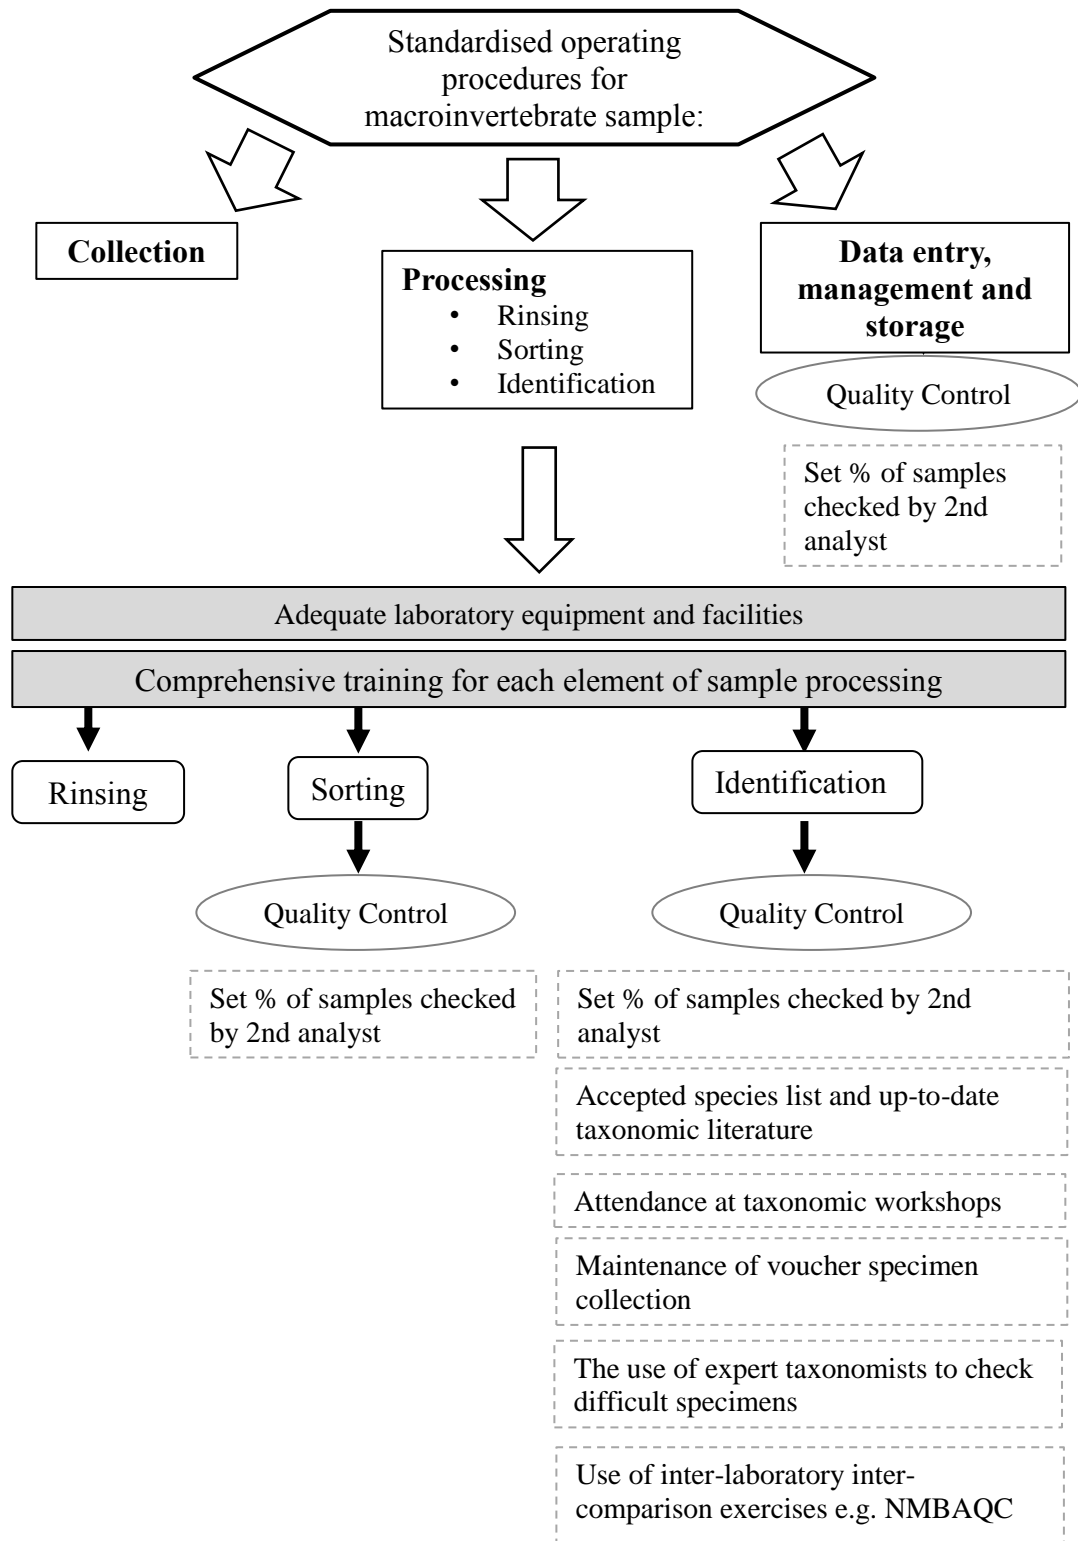 Standardised operating
procedures for
macroinvertebrate sample:
Collection
Processing
• Rinsing
• Sorting
• Identification
Data entry,
management and
storage
Quality Control
Set % of samples
checked by 2nd
analyst
Adequate laboratory equipment and facilities
Comprehensive training for each element of sample processing
Rinsing
Sorting
Identification
Quality Control
Quality Control
Set % of samples checked
by 2nd analyst
Set % of samples checked by 2nd
analyst
Accepted species list and up-to-date
taxonomic literature
Attendance at taxonomic workshops
Maintenance of voucher specimen
collection
The use of expert taxonomists to check
difficult specimens
Use of inter-laboratory inter-
comparison exercises e.g. NMBAQC